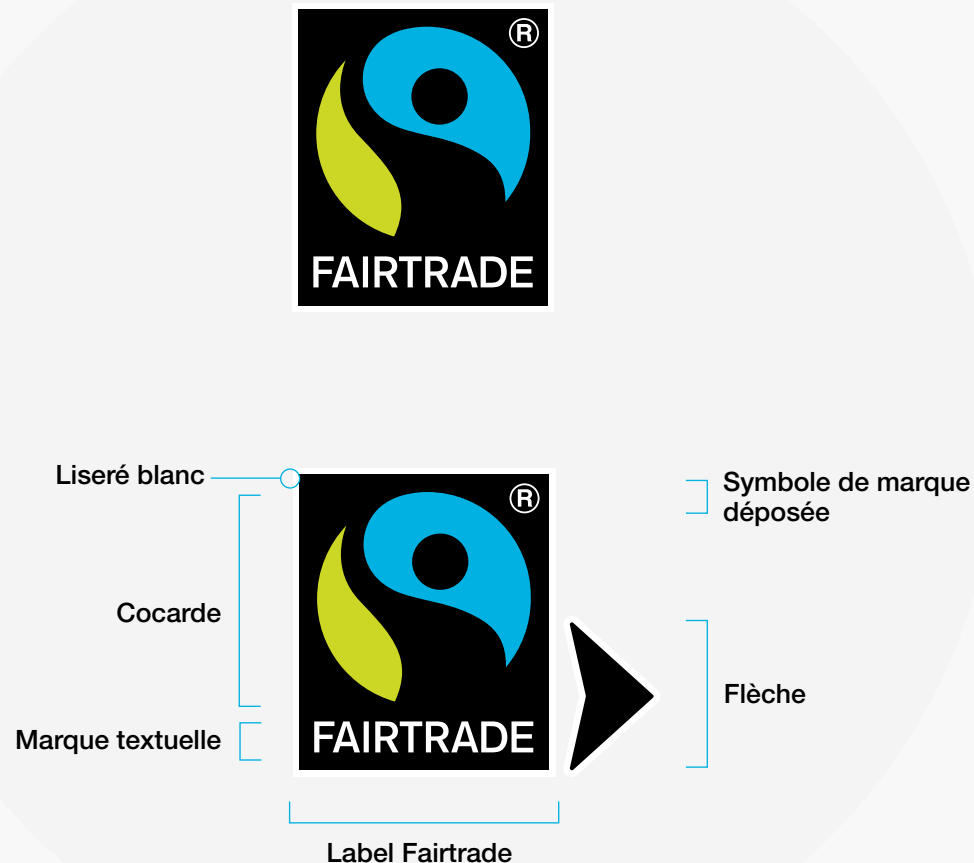 ®
FAIRTRADE
Liseré blanc
®
Symbole de marque
déposée
Cocarde
Flèche
Marque textuelle
FAIRTRADE
Label Fairtrade